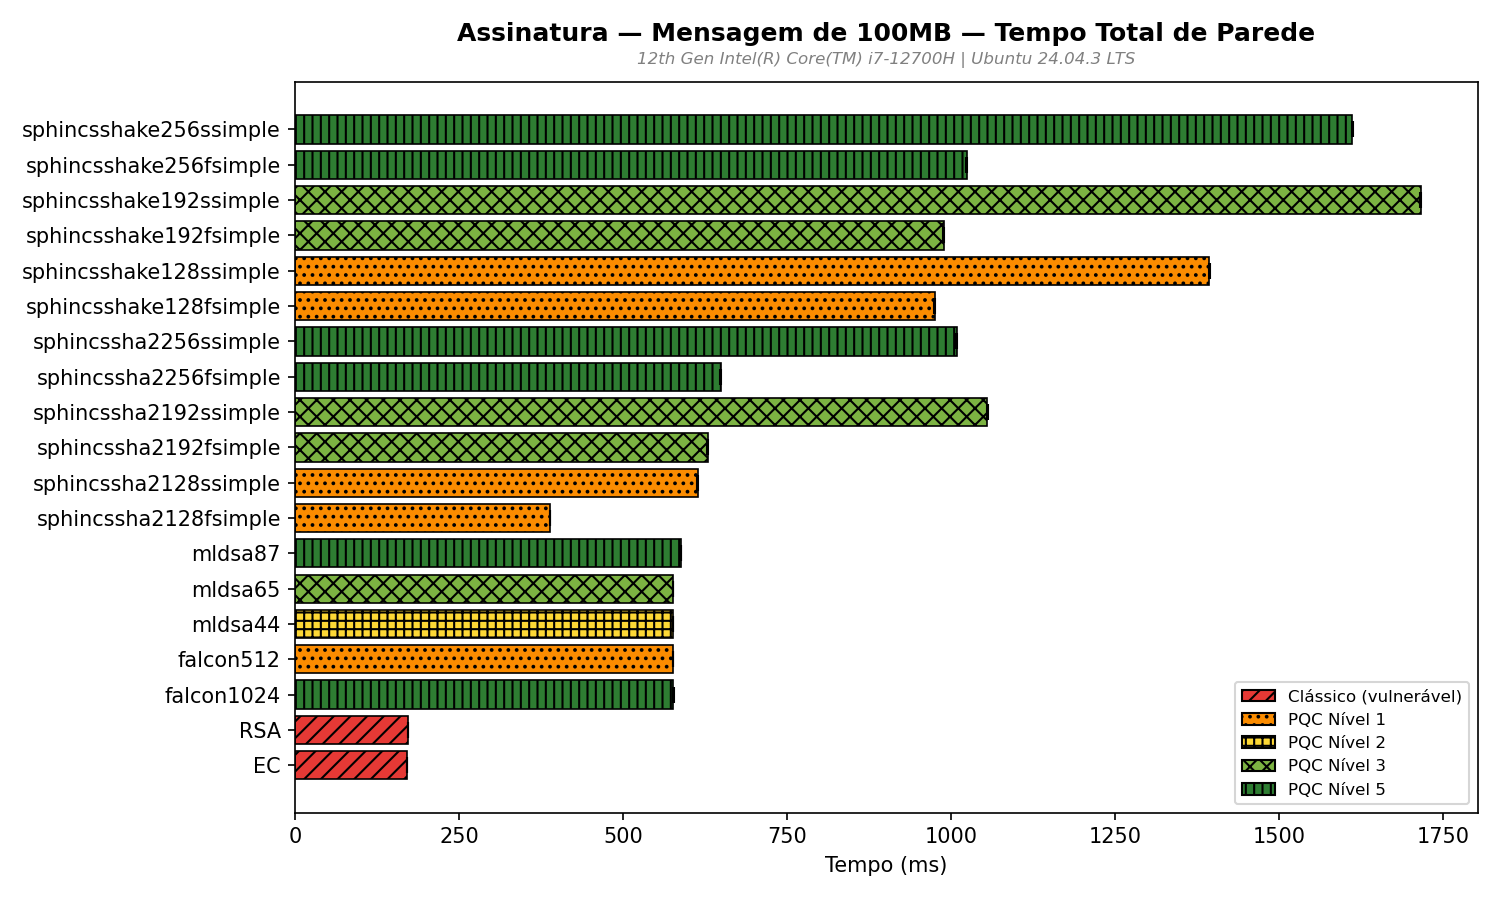 Assinatura — Mensagem de 100MB — Tempo Total de Parede
12th Gen Intel(R) Core(TM) i7-12700H | Ubuntu 24.04.3 LTS
sphincsshake256ssimple
sphincsshake256fsimple
sphincsshake192ssimple
sphincsshake192fsimple
sphincsshake128ssimple
sphincsshake128fsimple
sphincssha2256ssimple
sphincssha2256fsimple
sphincssha2192ssimple
sphincssha2192fsimple
sphincssha2128ssimple
sphincssha2128fsimple
mldsa87
mldsa65
mldsa44
falcon512
falcon1024
RSA
EC
Clássico (vulnerável)
PQC Nível 1
PQC Nível 2
PQC Nível 3
PQC Nível 5
0 250 500 750 1000 1250 1500 1750
Tempo (ms)